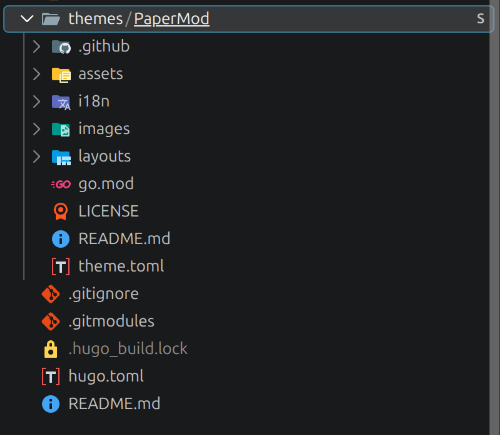 themes/PaperMod S
.github
assets
i18n
images
layouts
GO go.mod
LICENSE
README.md
theme.toml
.gitignore
.gitmodules
.hugo_build.lock
hugo.toml
README.md